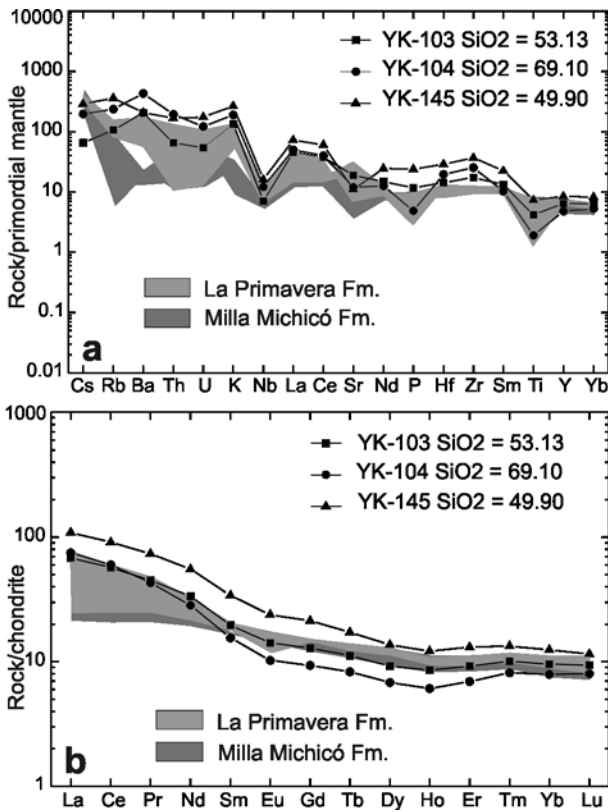 10000
1000
100
10
1
0.1
0.01
Rock/primordial mantle
YK-103 SiO2 = 53.13
YK-104 SiO2 = 69.10
YK-145 SiO2 = 49.90
La Primavera Fm.
Milla Michicó Fm.
a
Cs Rb Ba Th U K Nb La Ce Sr Nd P Hf Zr Sm Ti Y Yb
1000
100
10
1
Rock/chondrite
YK-103 SiO2 = 53.13
YK-104 SiO2 = 69.10
YK-145 SiO2 = 49.90
La Primavera Fm.
Milla Michicó Fm.
b
La Ce Pr Nd Sm Eu Gd Tb Dy Ho Er Tm Yb Lu